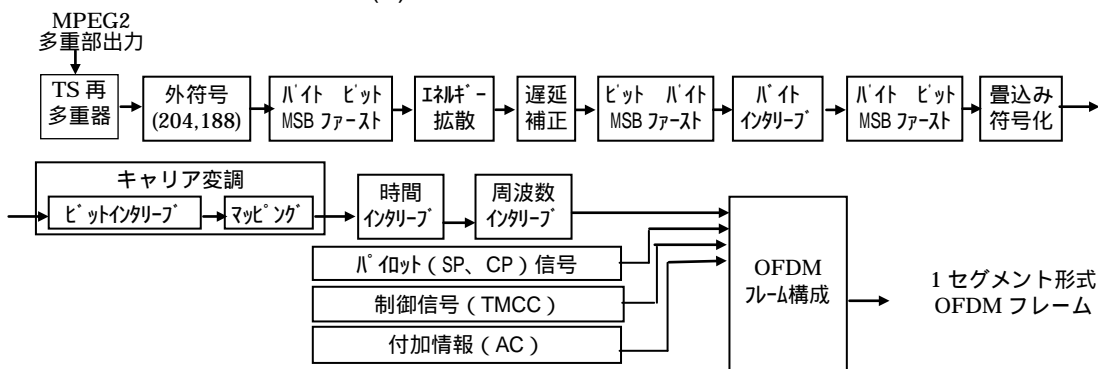 (a)
MPEG2
多重部出力
TS 再
多重器
外符号
(204,188)
ﾊﾞｲﾄ ﾋﾞｯﾄ
MSB ﾌｧｰｽﾄ
ｴﾈﾙｷﾞｰ
拡散
遅延
補正
ﾋﾞｯﾄ ﾊﾞｲﾄ
MSB ﾌｧｰｽﾄ
ﾊﾞｲﾄ
ｲﾝﾀﾘｰﾌﾞ
ﾊﾞｲﾄ ﾋﾞｯﾄ
MSB ﾌｧｰｽﾄ
畳込み
符号化
キャリア変調
ﾋﾞｯﾄｲﾝﾀﾘｰﾌﾞ
ﾏｯﾋﾟﾝｸﾞ
時間
ｲﾝﾀﾘｰﾌﾞ
周波数
ｲﾝﾀﾘｰﾌﾞ
ﾊﾟｲﾛｯﾄ（SP、CP）信号
制御信号（TMCC）
付加情報（AC）
OFDM
ﾌﾚｰﾑ構成
1 セグメント形式
OFDM フレーム